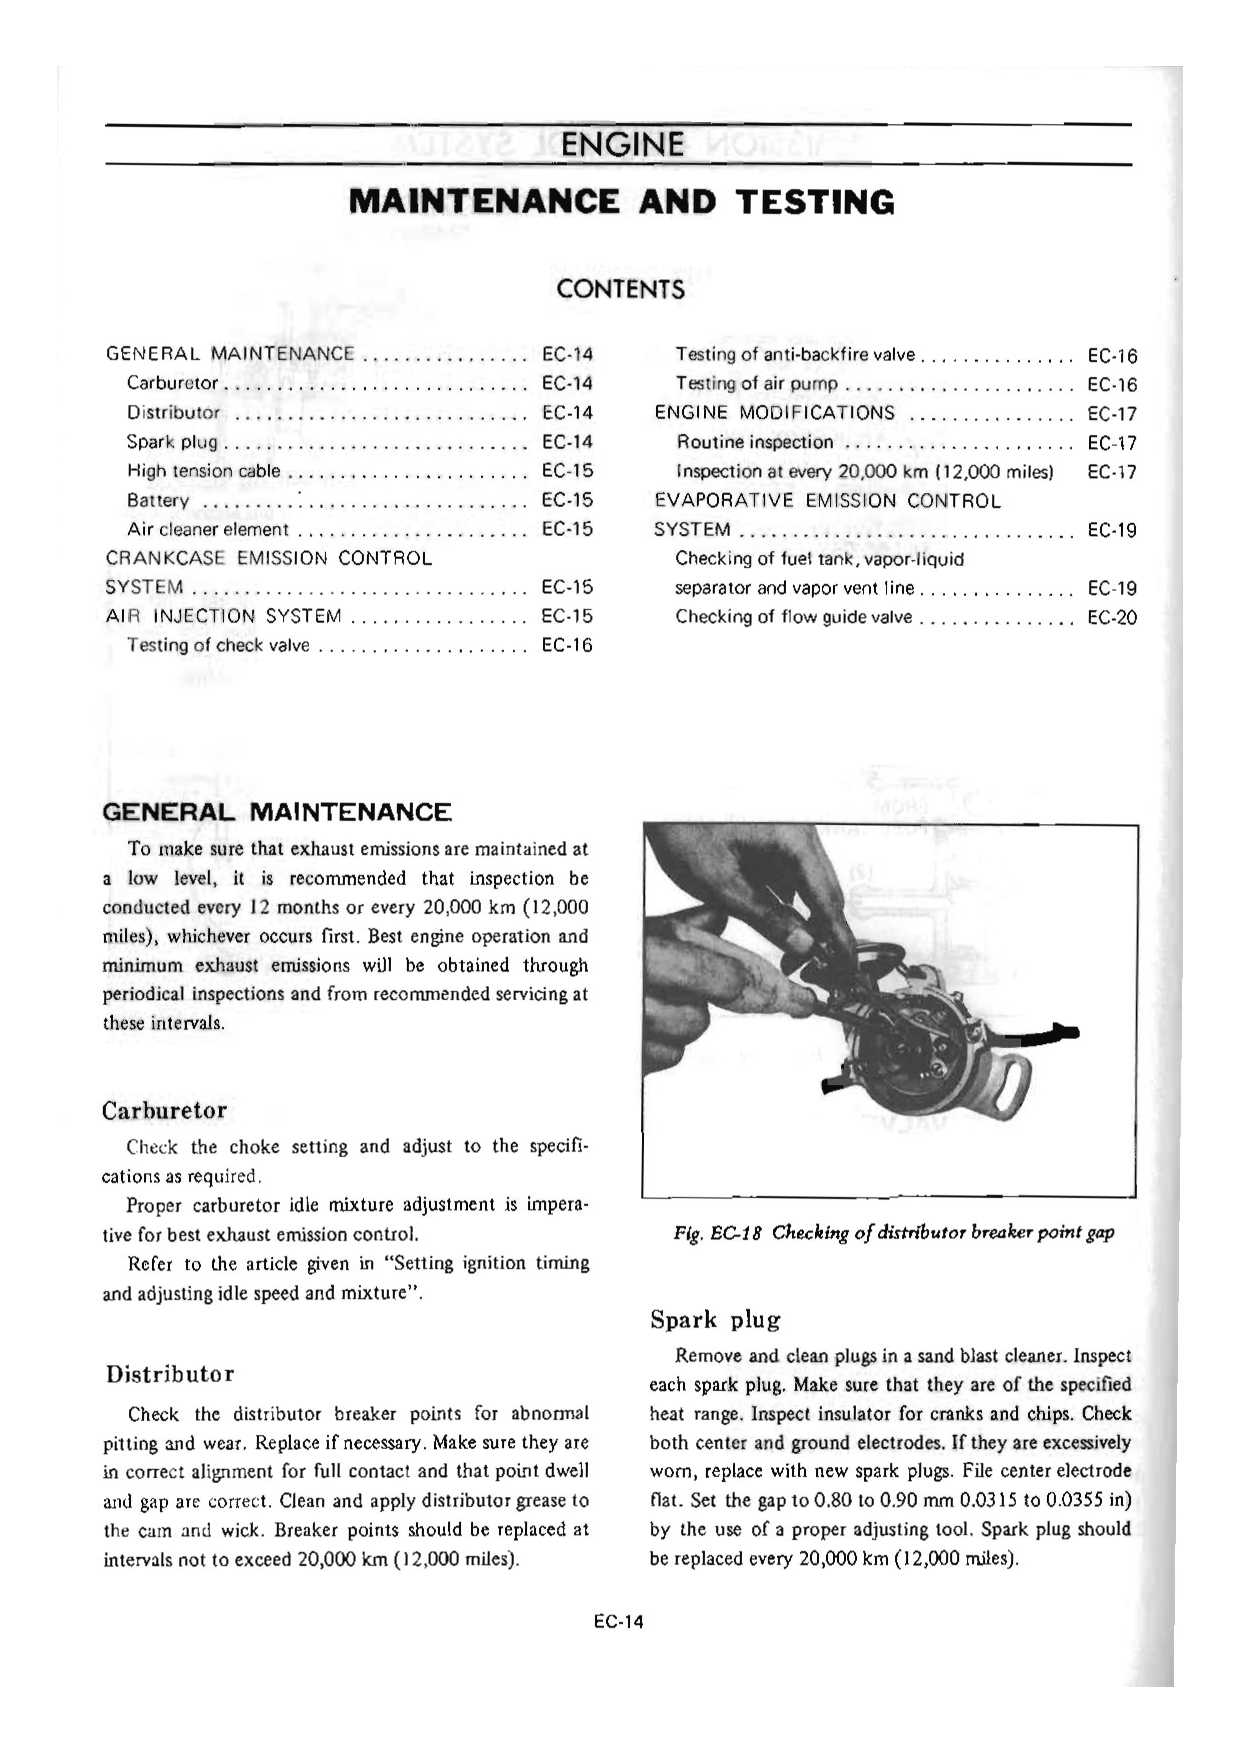 ENGINE
MAINTENANCE AND TESTING
CONTENTS
GENERAL MAINTENANCE ................ EC-14
Carburetor ............................. EC-14
Distributor ............................ EC-14
Spark plug ............................. EC-14
High tension cable ....................... EC-15
Battery ............................... EC-15
Air cleaner element ...................... EC-15
CRANKCASE EMISSION CONTROL
SYSTEM ................................ EC-15
AIR INJECTION SYSTEM ................. EC-15
Testing of check valve .................... EC-16
Testing of anti-backfire valve ............... EC-16
Testing of air pump ...................... EC-16
ENGINE MODIFICATIONS ................ EC-17
Routine inspection ...................... EC-17
Inspection at every 20,000 km (12,000 miles) EC-17
EVAPORATIVE EMISSION CONTROL
SYSTEM ................................ EC-19
Checking of fuel tank, vapor-liquid
separator and vapor vent line ............... EC-19
Checking of flow guide valve ............... EC-20
GENERAL MAINTENANCE
To make sure that exhaust emissions are maintained at
a low level, it is recommended that inspection be
conducted every 12 months or every 20,000 km (12,000
miles), whichever occurs first. Best engine operation and
minimum exhaust emissions will be obtained through
periodical inspections and from recommended servicing at
these intervals.
Carburetor
Check the choke setting and adjust to the specifi-
cations as required.
Proper carburetor idle mixture adjustment is impera-
tive for best exhaust emission control.
Refer to the article given in “Setting ignition timing
and adjusting idle speed and mixture”.
Distributor
Check the distributor breaker points for abnormal
pitting and wear. Replace if necessary. Make sure they are
in correct alignment for full contact and that point dwell
and gap are correct. Clean and apply distributor grease to
the cam and wick. Breaker points should be replaced at
intervals not to exceed 20,000 km (12,000 miles).
Fig. EC-18 Checking of distributor breaker point gap
Spark plug
Remove and clean plugs in a sand blast cleaner. Inspect
each spark plug. Make sure that they are of the specified
heat range. Inspect insulator for cranks and chips. Check
both center and ground electrodes. If they are excessively
worn, replace with new spark plugs. File center electrode
flat. Set the gap to 0.80 to 0.90 mm 0.0315 to 0.0355 in)
by the use of a proper adjusting tool. Spark plug should
be replaced every 20,000 km (12,000 miles).
EC-14